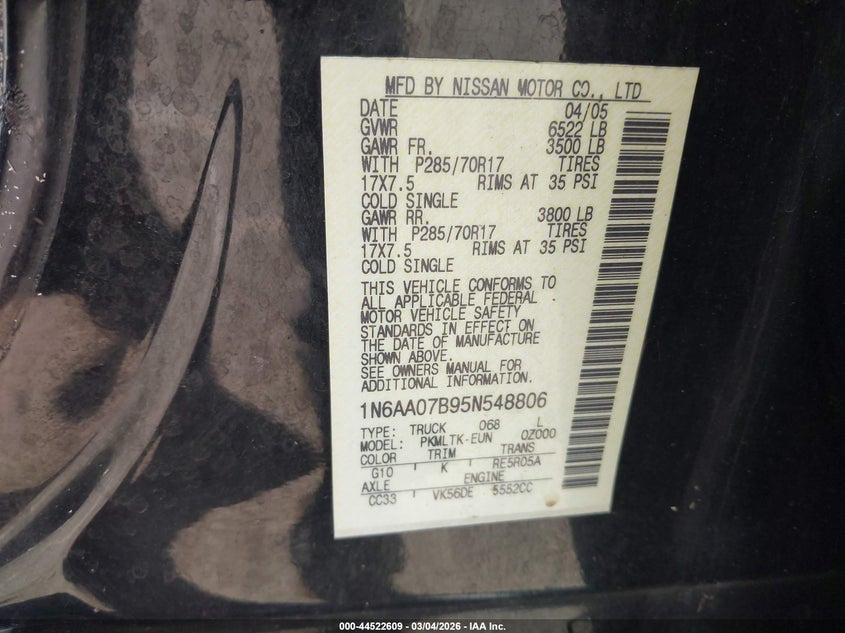 MFD BY NISSAN MOTOR CO., LTD
DATE 04/05
GVWR 6522 LB
GAWR FR. 3500 LB
WITH P285/70R17 TIRES
17X7.5 RIMS AT 35 PSI
COLD SINGLE
GAWR RR. 3800 LB
WITH P285/70R17 TIRES
17X7.5 RIMS AT 35 PSI
COLD SINGLE
THIS VEHICLE CONFORMS TO
ALL APPLICABLE FEDERAL
MOTOR VEHICLE SAFETY
STANDARDS IN EFFECT ON
THE DATE OF MANUFACTURE
SHOWN ABOVE.
SEE OWNERS MANUAL FOR
ADDITIONAL INFORMATION.
1N6AA07B95N548806
TYPE: TRUCK 068 L
MODEL: PKMLTK-EUN 0Z000
COLOR TRIM TRANS
G10 K RE5R05A
AXLE ENGINE
CC33 VK56DE 5552CC
000-44522609 - 03/04/2026 - IAA Inc.